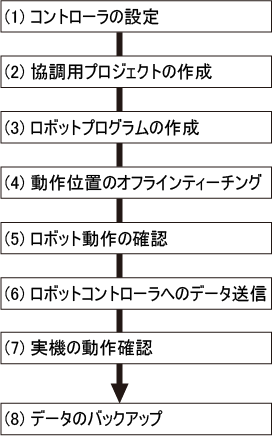 (1) コントローラの設定
(2) 協調用プロジェクトの作成
(3) ロボットプログラムの作成
(4) 動作位置のオフラインティーチング
(5) ロボット動作の確認
(6) ロボットコントローラへのデータ送信
(7) 実機の動作確認
(8) データのバックアップ